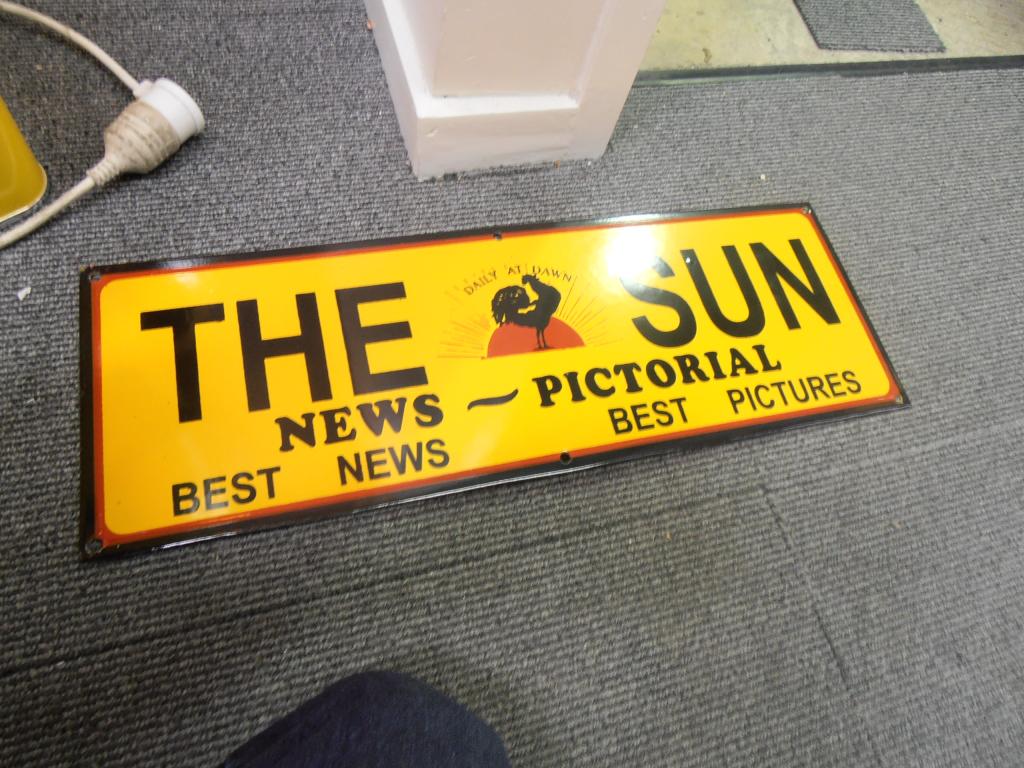 THE SUN
DAILY AT DAWN
NEWS ~ PICTORIAL
BEST NEWS BEST PICTURES